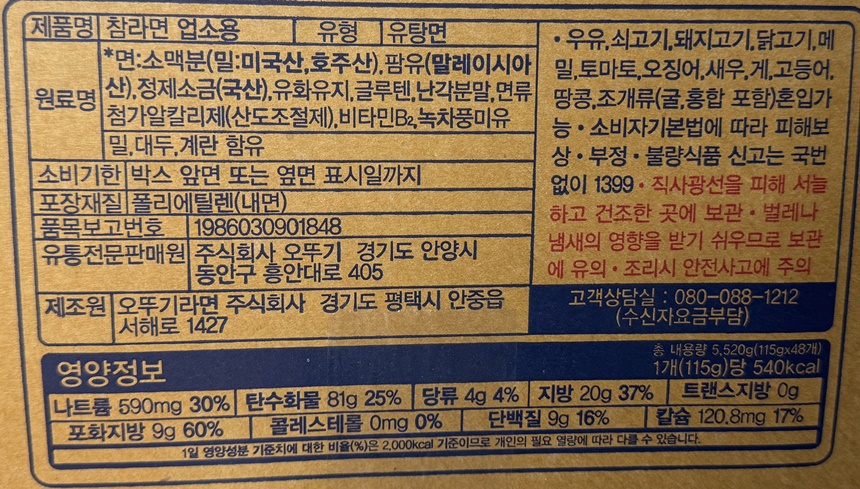 제품명 참라면 업소용 유형 유탕면
원료명
*면:소맥분(밀:미국산,호주산),팜유(말레이시아
산),정제소금(국산),유화유지,글루텐,난각분말,면류
첨가알칼리제(산도조절제),비타민B₂,녹차풍미유
밀,대두,계란 함유
소비기한 박스 앞면 또는 옆면 표시일까지
포장재질 폴리에틸렌(내면)
품목보고번호 1986030901848
유통전문판매원 주식회사 오뚜기 경기도 안양시
동안구 흥안대로 405
제조원 오뚜기라면 주식회사 경기도 평택시 안중읍
서해로 1427
• 우유,쇠고기,돼지고기,닭고기,메
밀,토마토,오징어,새우,게,고등어,
땅콩,조개류(굴,홍합 포함)혼입가
능 • 소비자기본법에 따라 피해보
상 • 부정 • 불량식품 신고는 국번
없이 1399 • 직사광선을 피해 서늘
하고 건조한 곳에 보관 • 벌레나
냄새의 영향을 받기 쉬우므로 보관
에 유의 • 조리시 안전사고에 주의
고객상담실 : 080-088-1212
(수신자요금부담)
영양정보
총 내용량 5,520g(115gx48개)
1개(115g)당 540kcal
나트륨 590mg 30% 탄수화물 81g 25% 당류 4g 4% 지방 20g 37% 트랜스지방 0g
포화지방 9g 60% 콜레스테롤 0mg 0% 단백질 9g 16% 칼슘 120.8mg 17%
1일 영양성분 기준치에 대한 비율(%)은 2,000kcal 기준이므로 개인의 필요 열량에 따라 다를 수 있습니다.